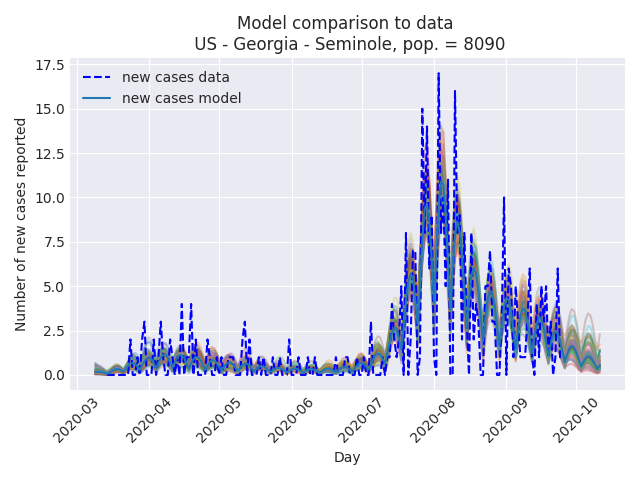 Model comparison to data
US - Georgia - Seminole, pop. = 8090
new cases data
new cases model
Number of new cases reported
17.5
15.0
12.5
10.0
7.5
5.0
2.5
0.0
2020-03
2020-04
2020-05
2020-06
2020-07
2020-08
2020-09
2020-10
Day